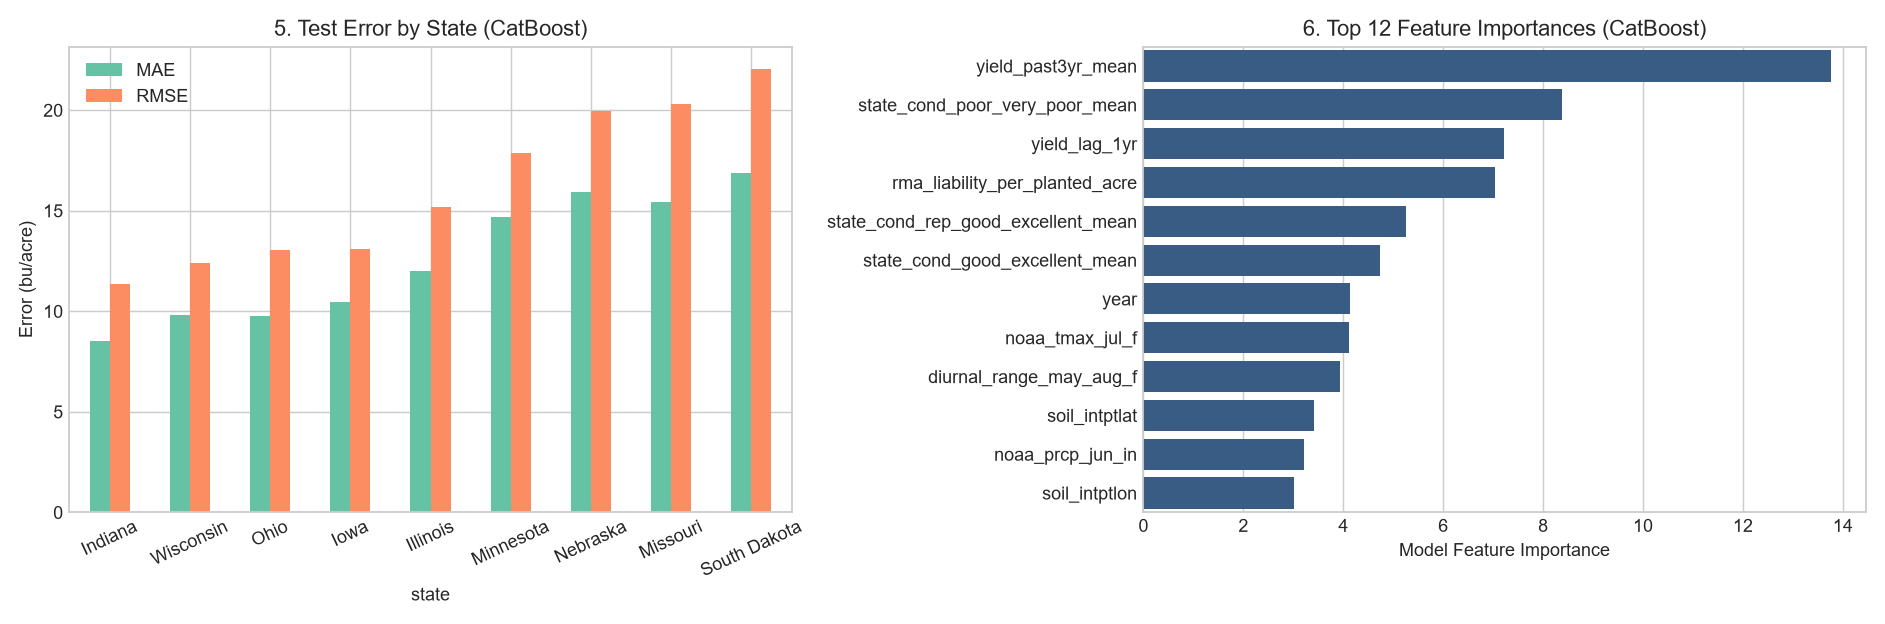 5. Test Error by State (CatBoost)
MAE
RMSE
Error (bu/acre)
20
15
10
5
0
Indiana
Wisconsin
Ohio
Iowa
Illinois
Minnesota
Nebraska
Missouri
South Dakota
state
6. Top 12 Feature Importances (CatBoost)
yield_past3yr_mean
state_cond_poor_very_poor_mean
yield_lag_1yr
rma_liability_per_planted_acre
state_cond_rep_good_excellent_mean
state_cond_good_excellent_mean
year
noaa_tmax_jul_f
diurnal_range_may_aug_f
soil_intptlat
noaa_prcp_jun_in
soil_intptlon
0 2 4 6 8 10 12 14
Model Feature Importance